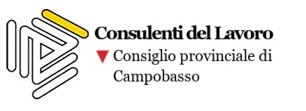 Consulenti del Lavoro
Consiglio provinciale di
Campobasso